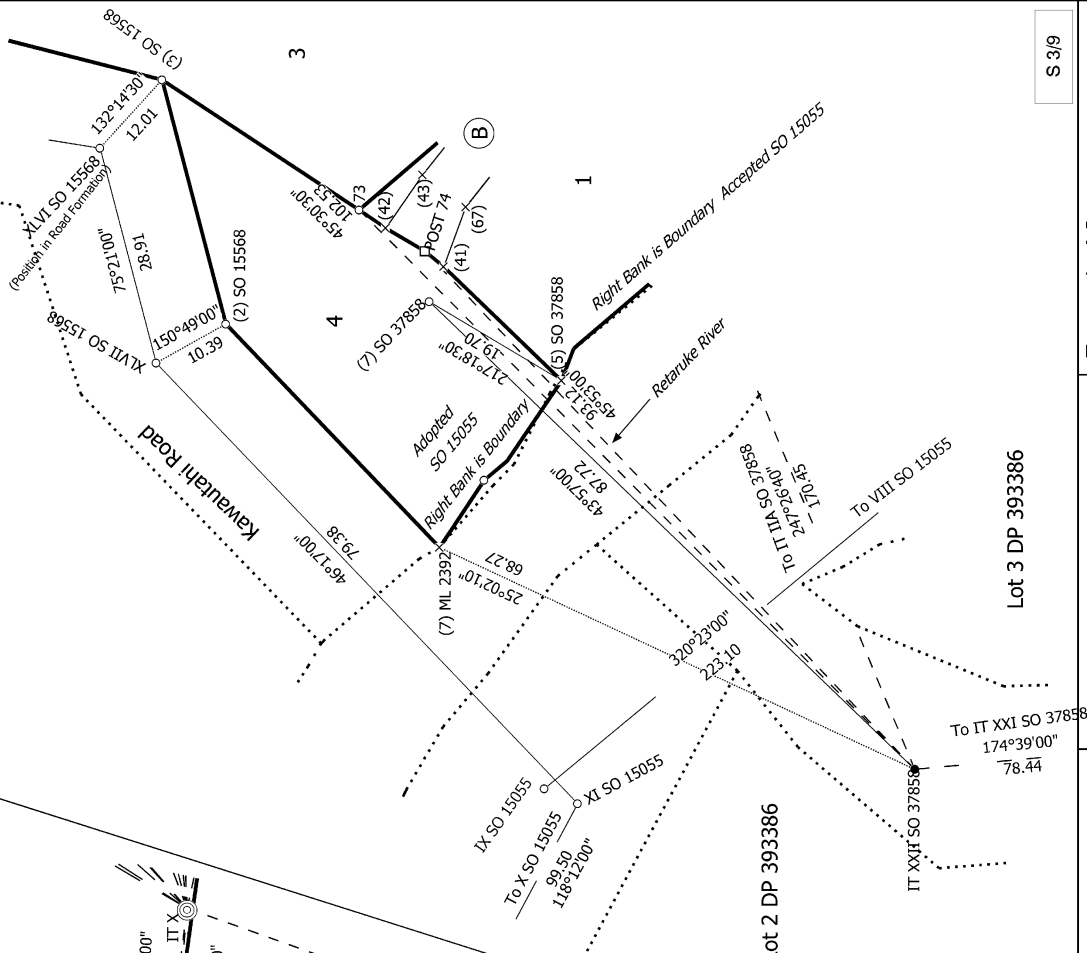 (3) SO 15568
132°14'30"
12.01
3
S 3/9
XLVI SO 15568
(Position in Road Formation)
75°21'00"
28.91
45°30'30"
102.53
73
(42)
(43)
B
POST 74
(67)
(41)
1
Right Bank is Boundary Accepted SO 15055
XLVII SO 15568
150°49'00"
10.39
(2) SO 15568
4
(7) SO 37858
19.70
217°18'30"
(5) SO 37858
93.12
45°53'00"
Retaruke River
Adopted
SO 15055
Right Bank is Boundary
Kawautahi Road
79.38
46°17'00"
43°57'00"
87.72
(7) ML 2392
25°02'10"
68.27
To IT IIA SO 37858
247°26'40"
170.45
To VIII SO 15055
Lot 3 DP 393386
320°23'00"
223.10
To IT XXI SO 37858
174°39'00"
78.44
IT XXII SO 37858
IX SO 15055
XI SO 15055
To X SO 15055
99.50
118°12'00"
ot 2 DP 393386
IT X
00"